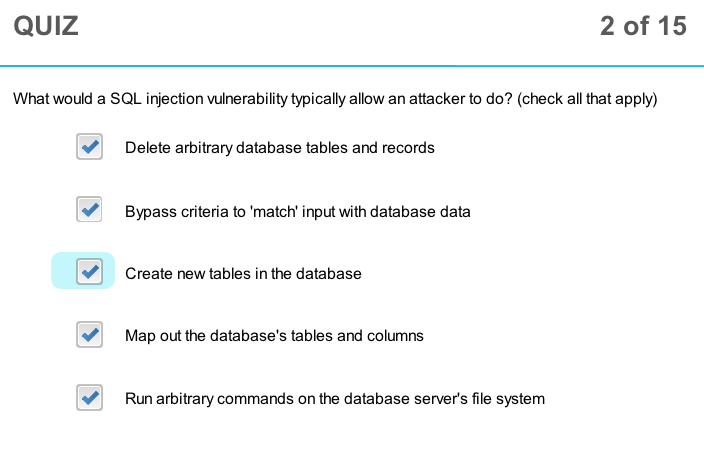 QUIZ
2 of 15
What would a SQL injection vulnerability typically allow an attacker to do? (check all that apply)
Delete arbitrary database tables and records
Bypass criteria to 'match' input with database data
Create new tables in the database
Map out the database's tables and columns
Run arbitrary commands on the database server's file system